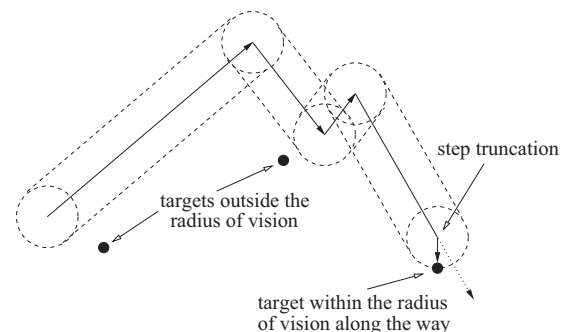 step truncation
targets outside the
radius of vision
target within the radius
of vision along the way